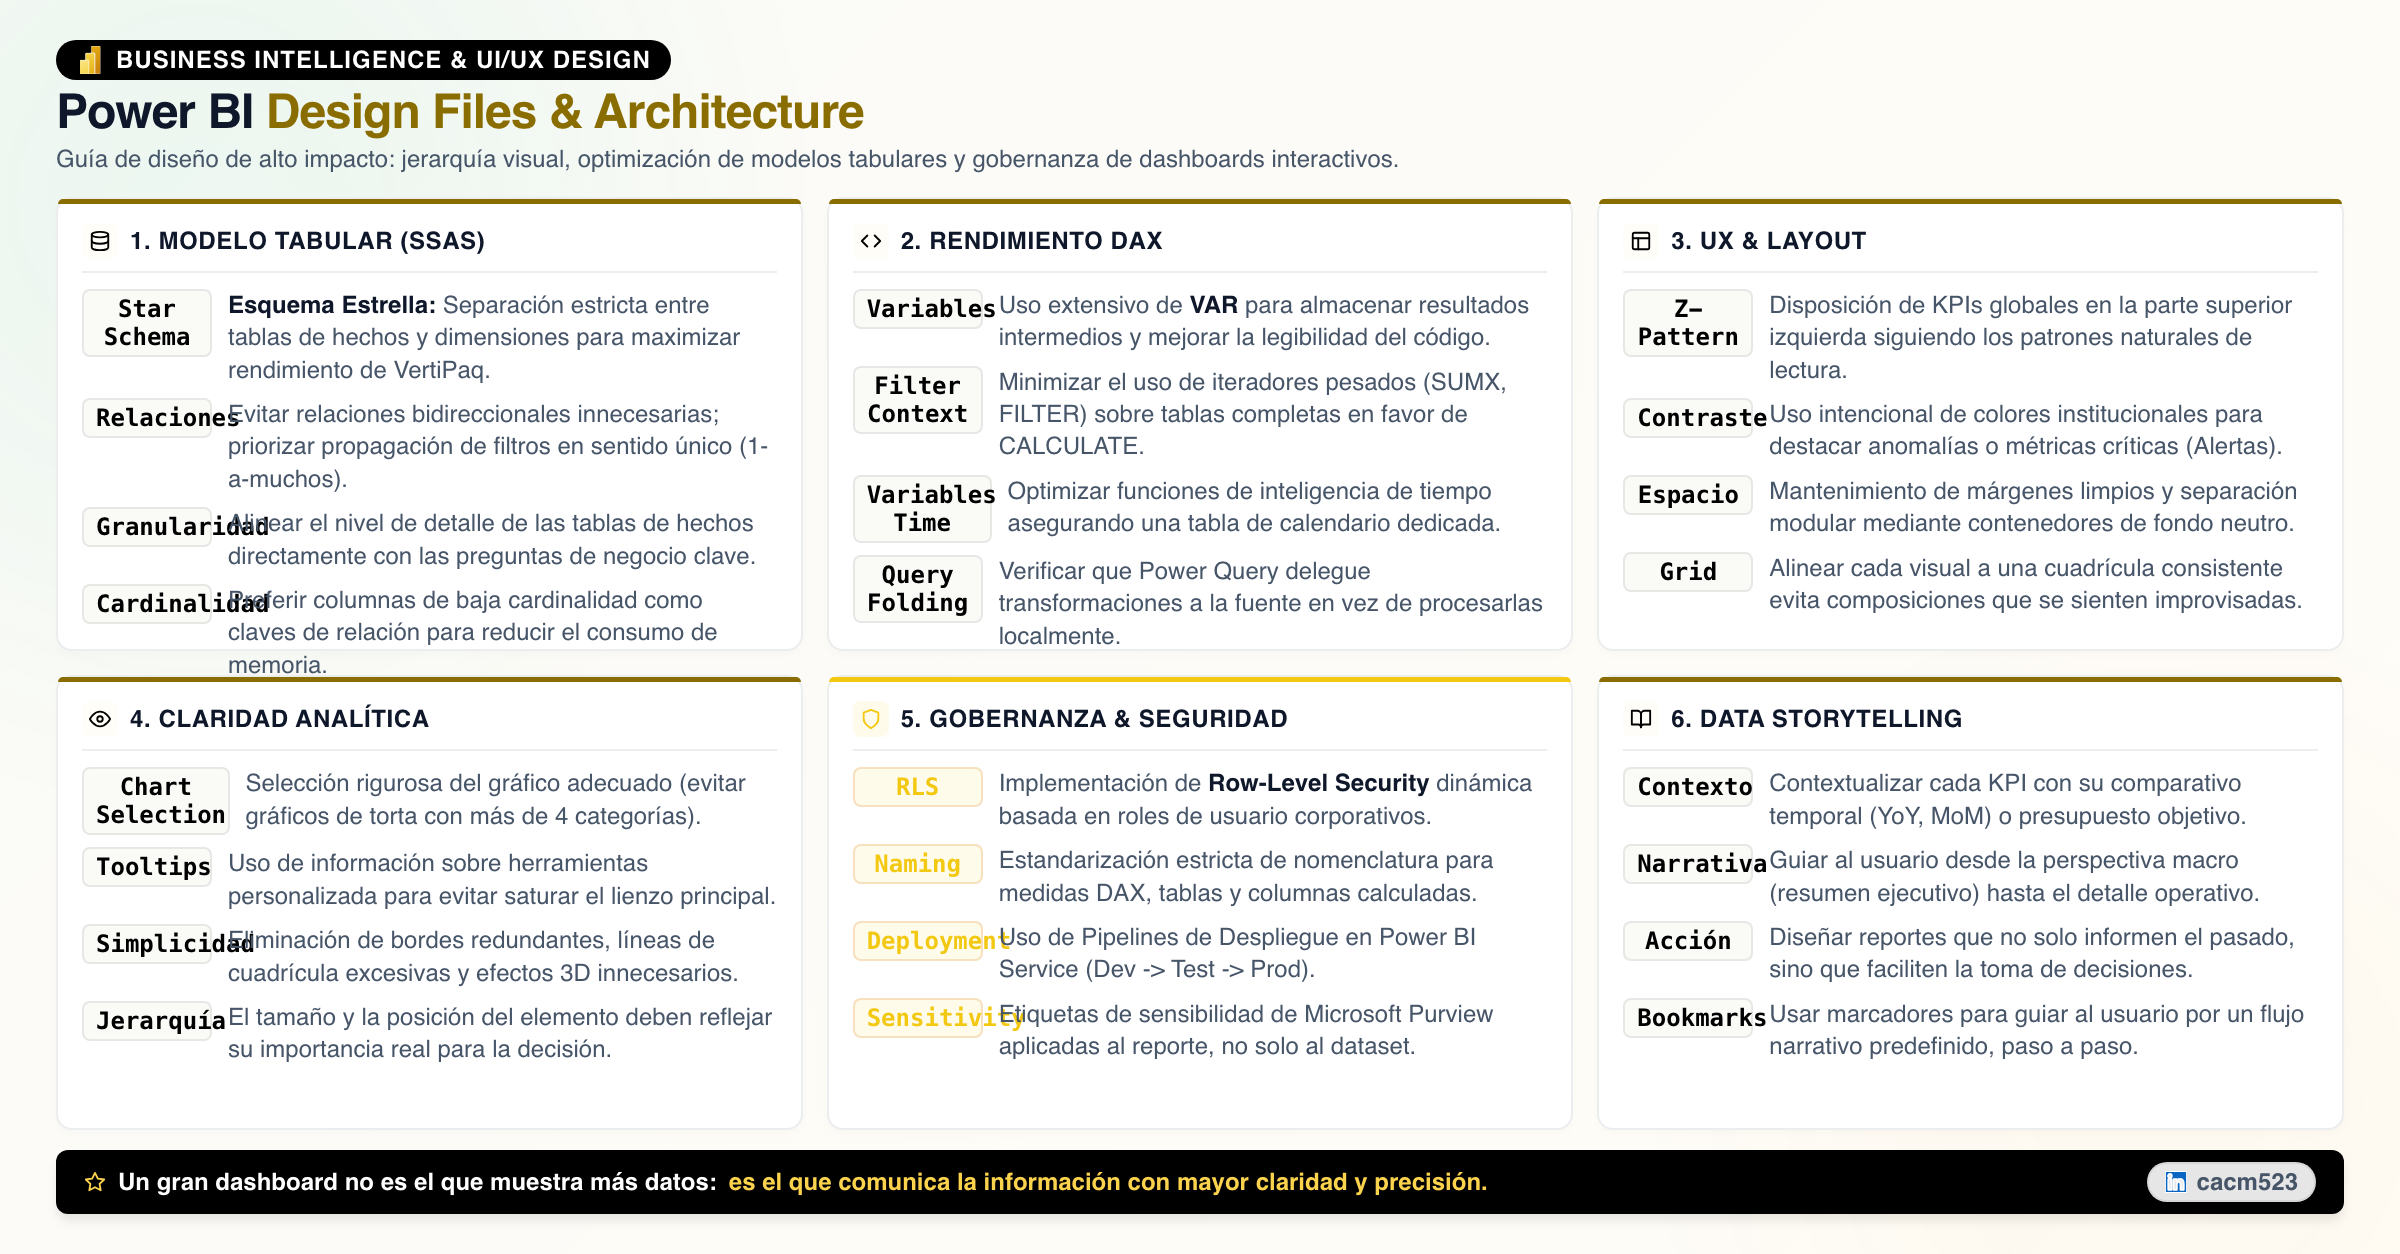 BUSINESS INTELLIGENCE & UI/UX DESIGN
Power BI Design Files & Architecture
Guía de diseño de alto impacto: jerarquía visual, optimización de modelos tabulares y gobernanza de dashboards interactivos.
1. MODELO TABULAR (SSAS)
Star
Schema
Esquema Estrella: Separación estricta entre
tablas de hechos y dimensiones para maximizar
rendimiento de VertiPaq.
Relaciones
Evitar relaciones bidireccionales innecesarias;
priorizar propagación de filtros en sentido único (1-
a-muchos).
Granularidad
Alinear el nivel de detalle de las tablas de hechos
directamente con las preguntas de negocio clave.
Cardinalidad
Preferir columnas de baja cardinalidad como
claves de relación para reducir el consumo de
memoria.
2. RENDIMIENTO DAX
Variables
Uso extensivo de VAR para almacenar resultados
intermedios y mejorar la legibilidad del código.
Filter
Context
Minimizar el uso de iteradores pesados (SUMX,
FILTER) sobre tablas completas en favor de
CALCULATE.
Variables
Time
Optimizar funciones de inteligencia de tiempo
asegurando una tabla de calendario dedicada.
Query
Folding
Verificar que Power Query delegue
transformaciones a la fuente en vez de procesarlas
localmente.
3. UX & LAYOUT
Z-
Pattern
Disposición de KPIs globales en la parte superior
izquierda siguiendo los patrones naturales de
lectura.
Contraste
Uso intencional de colores institucionales para
destacar anomalías o métricas críticas (Alertas).
Espacio
Mantenimiento de márgenes limpios y separación
modular mediante contenedores de fondo neutro.
Grid
Alinear cada visual a una cuadrícula consistente
evita composiciones que se sienten improvisadas.
4. CLARIDAD ANALÍTICA
Chart
Selection
Selección rigurosa del gráfico adecuado (evitar
gráficos de torta con más de 4 categorías).
Tooltips
Uso de información sobre herramientas
personalizada para evitar saturar el lienzo principal.
Simplicidad
Eliminación de bordes redundantes, líneas de
cuadrícula excesivas y efectos 3D innecesarios.
Jerarquía
El tamaño y la posición del elemento deben reflejar
su importancia real para la decisión.
5. GOBERNANZA & SEGURIDAD
RLS
Implementación de Row-Level Security dinámica
basada en roles de usuario corporativos.
Naming
Estandarización estricta de nomenclatura para
medidas DAX, tablas y columnas calculadas.
Deployment
Uso de Pipelines de Despliegue en Power BI
Service (Dev -> Test -> Prod).
Sensitivity
Etiquetas de sensibilidad de Microsoft Purview
aplicadas al reporte, no solo al dataset.
6. DATA STORYTELLING
Contexto
Contextualizar cada KPI con su comparativo
temporal (YoY, MoM) o presupuesto objetivo.
Narrativa
Guiar al usuario desde la perspectiva macro
(resumen ejecutivo) hasta el detalle operativo.
Acción
Diseñar reportes que no solo informen el pasado,
sino que faciliten la toma de decisiones.
Bookmarks
Usar marcadores para guiar al usuario por un flujo
narrativo predefinido, paso a paso.
Un gran dashboard no es el que muestra más datos: es el que comunica la información con mayor claridad y precisión.
in cacm523